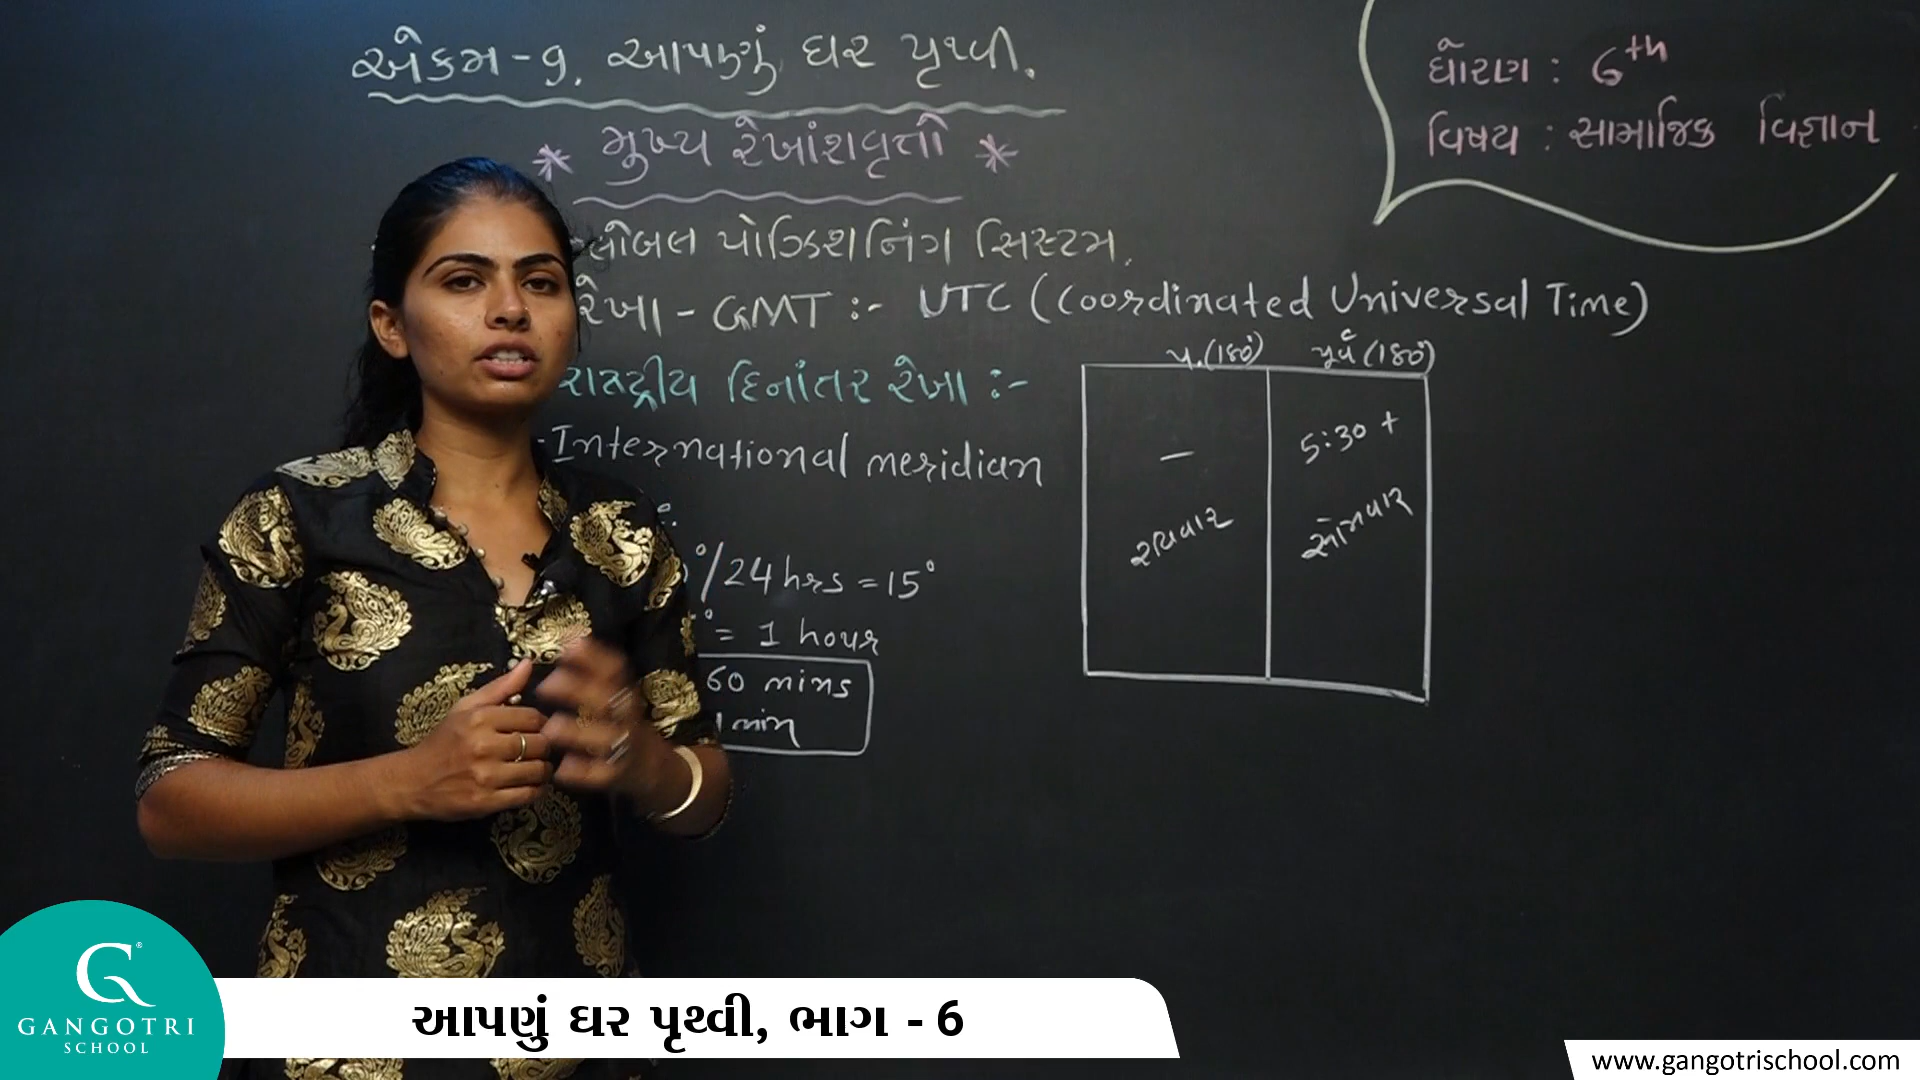 એકમ-9. આપણું ઘર પૃથ્વી.
* મુખ્ય રેખાંશવૃત્તો *
ધોરણ : 6th
વિષય : સામાજિક વિજ્ઞાન
લોબલ પોઝિશનિંગ સિસ્ટમ.
રેખા - GMT :- UTC (Coordinated Universal Time)
રાષ્ટ્રીય દિનાંતર રેખા :-
-International meridian
°/24 hrs = 15°
° = 1 hour
60 mins
1 min
પ.(180°) પૂર્વ (180°)
- 5:30 +
રવિવાર સોમવાર
GANGOTRI
SCHOOL
આપણું ઘર પૃથ્વી, ભાગ - 6
www.gangotrischool.com